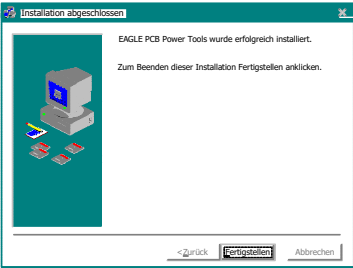 Installation abgeschlossen
EAGLE PCB Power Tools wurde erfolgreich installiert.
Zum Beenden dieser Installation Fertigstellen anklicken.
<Zurück Fertigstellen Abbrechen